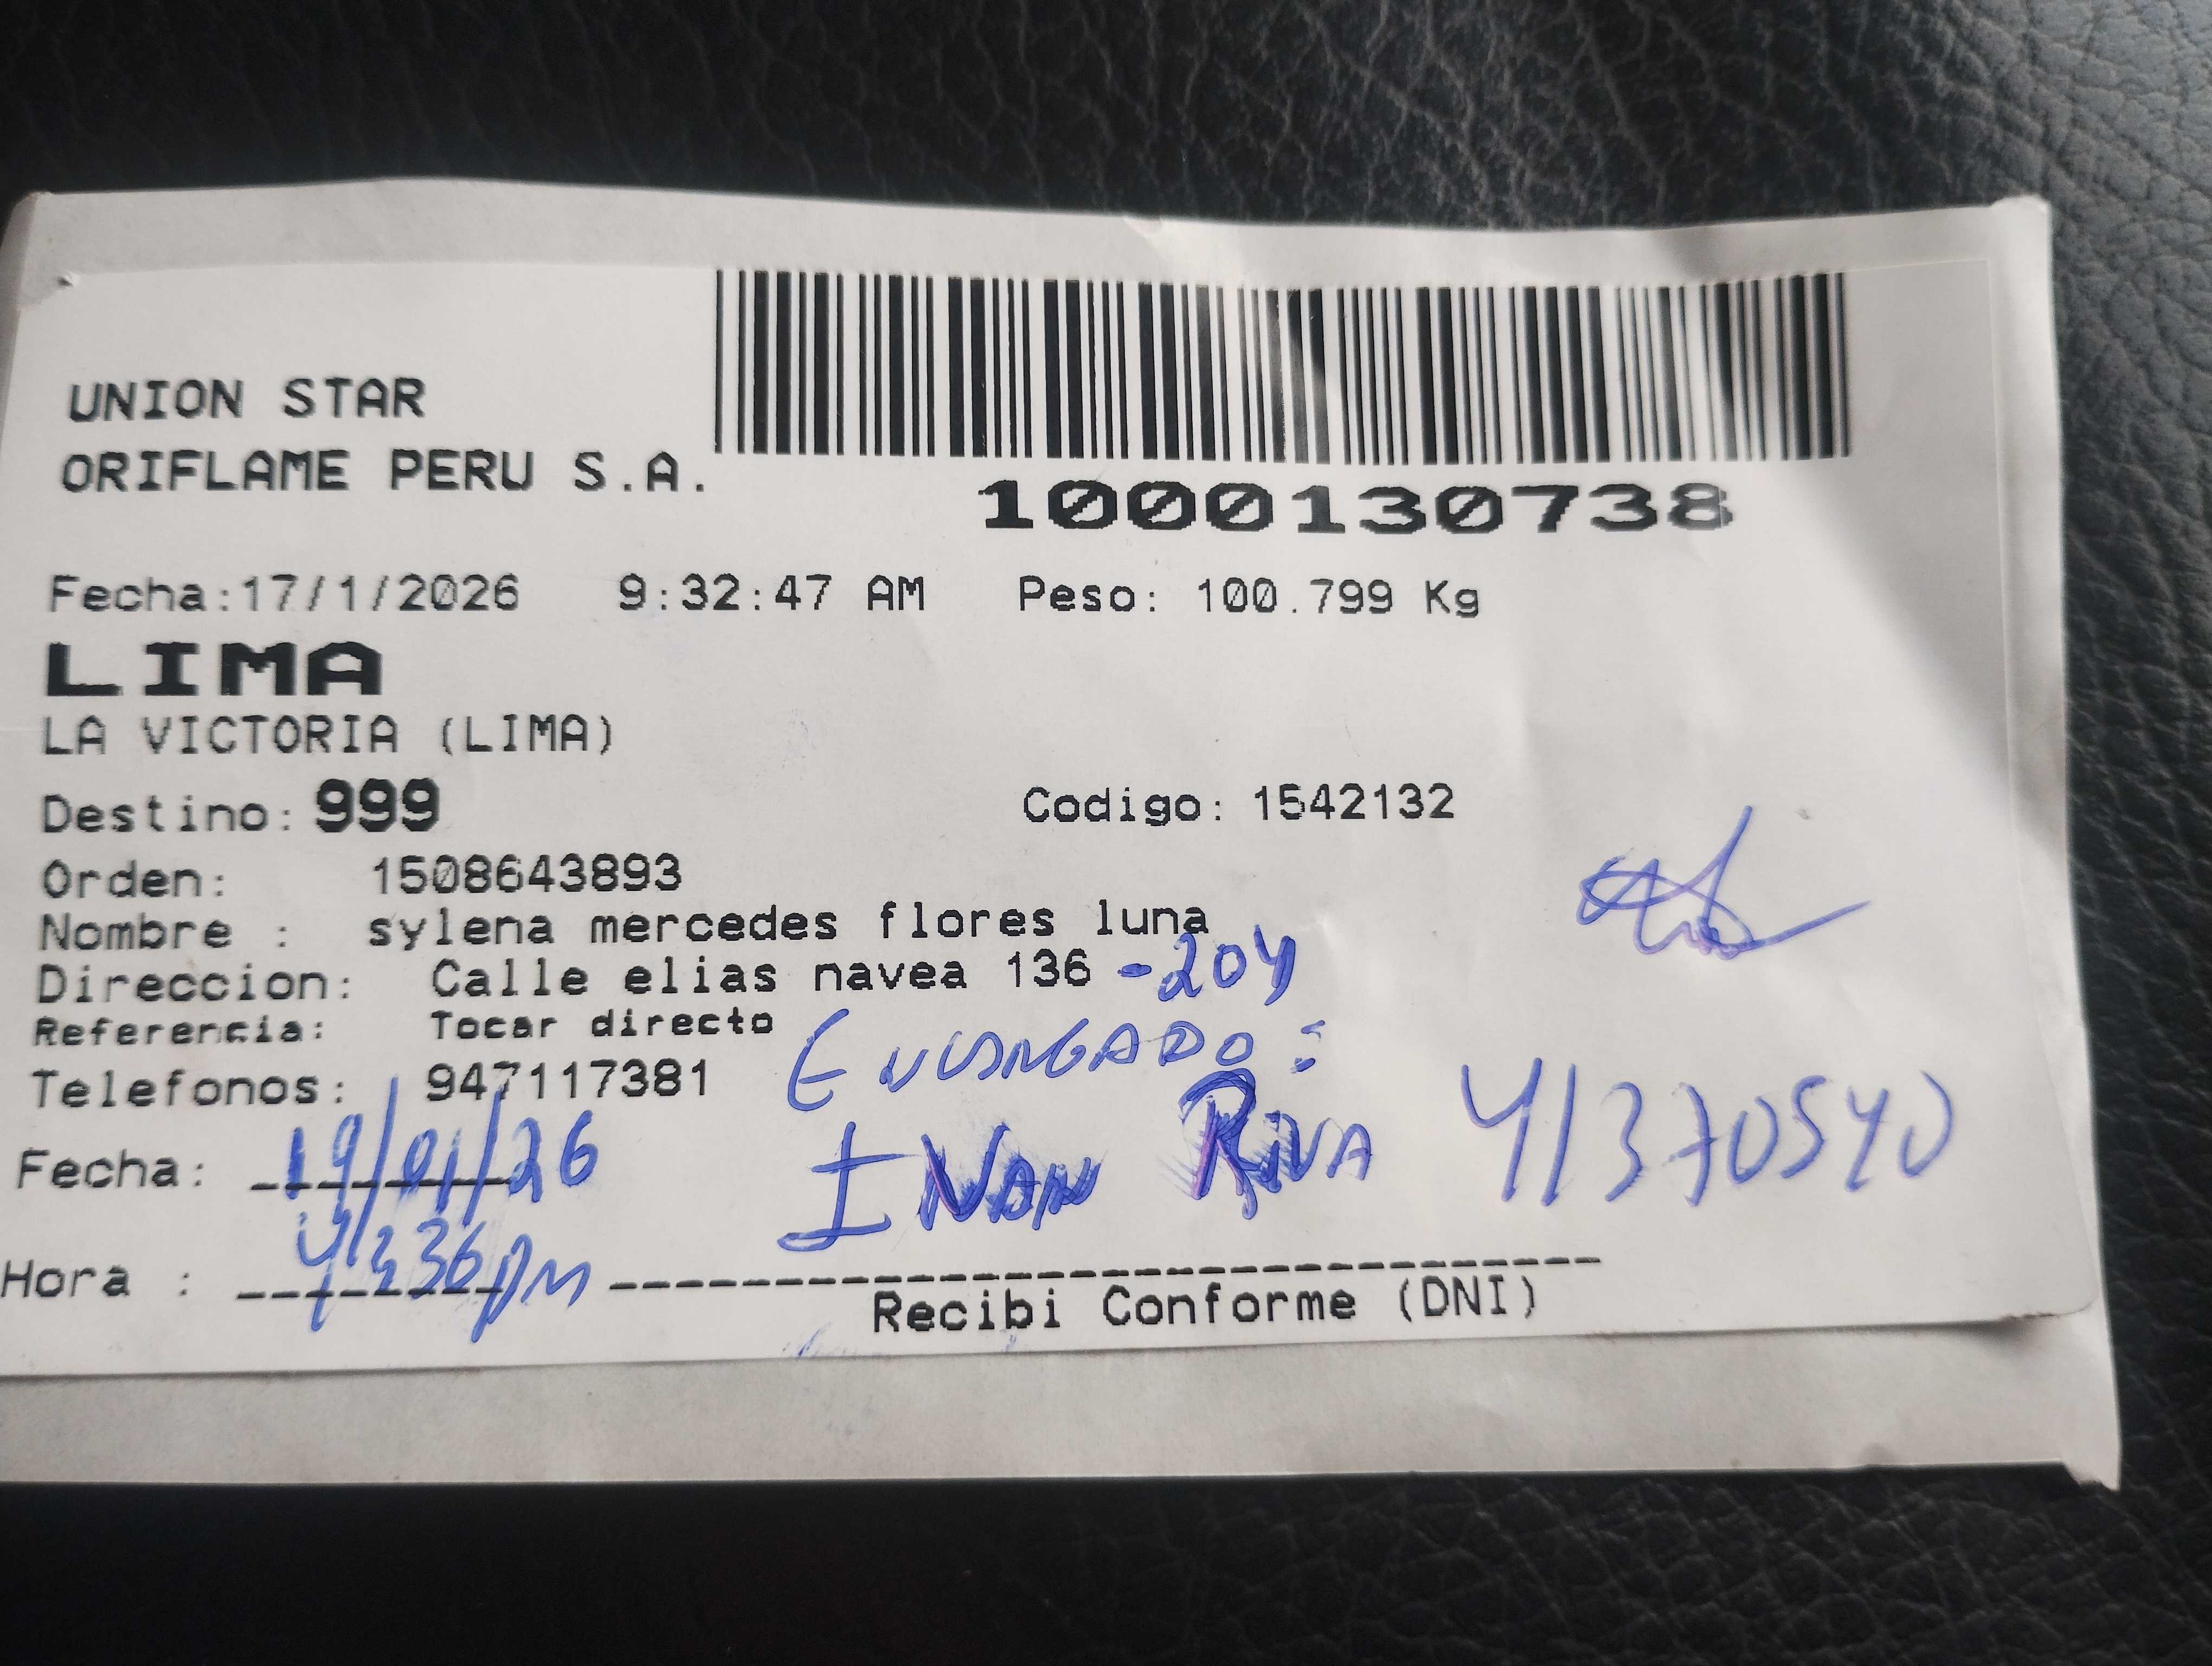 UNION STAR
ORIFLAME PERU S.A.
1000130738
Fecha:17/1/2026 9:32:47 AM Peso: 100.799 Kg
LIMA
LA VICTORIA (LIMA)
Destino: 999 Codigo: 1542132
Orden: 1508643893
Nombre : sylena mercedes flores luna
Direccion: Calle elias navea 136 -204
Referencia: Tocar directo
ENCARGADO:
Telefonos: 947117381
Fecha: 19/01/26 IVAN RIVA 41370540
Hora : PM
Recibi Conforme (DNI)